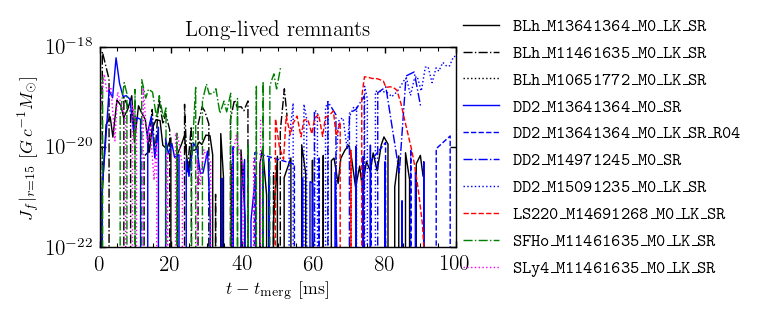 Long-lived remnants
10⁻¹⁸
10⁻²⁰
10⁻²²
J_f|_{r=15} [G c⁻¹ M_⊙]
0 20 40 60 80 100
t − t_merg [ms]
BLh_M13641364_M0_LK_SR
BLh_M11461635_M0_LK_SR
BLh_M10651772_M0_LK_SR
DD2_M13641364_M0_SR
DD2_M13641364_M0_LK_SR_R04
DD2_M14971245_M0_SR
DD2_M15091235_M0_LK_SR
LS220_M14691268_M0_LK_SR
SFHo_M11461635_M0_LK_SR
SLy4_M11461635_M0_LK_SR